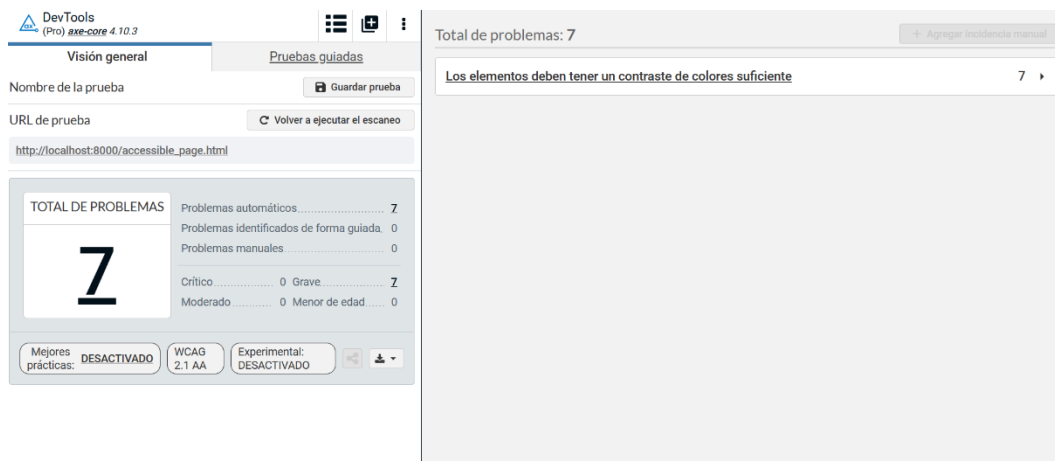 DevTools
(Pro) axe-core 4.10.3
Visión general
Pruebas guiadas
Nombre de la prueba
Guardar prueba
URL de prueba
Volver a ejecutar el escaneo
http://localhost:8000/accessible_page.html
TOTAL DE PROBLEMAS
7
Problemas automáticos 7
Problemas identificados de forma guiada 0
Problemas manuales 0
Crítico 0 Grave 7
Moderado 0 Menor de edad 0
Mejores prácticas: DESACTIVADO
WCAG 2.1 AA
Experimental: DESACTIVADO
Total de problemas: 7
+ Agregar incidencia manual
Los elementos deben tener un contraste de colores suficiente 7